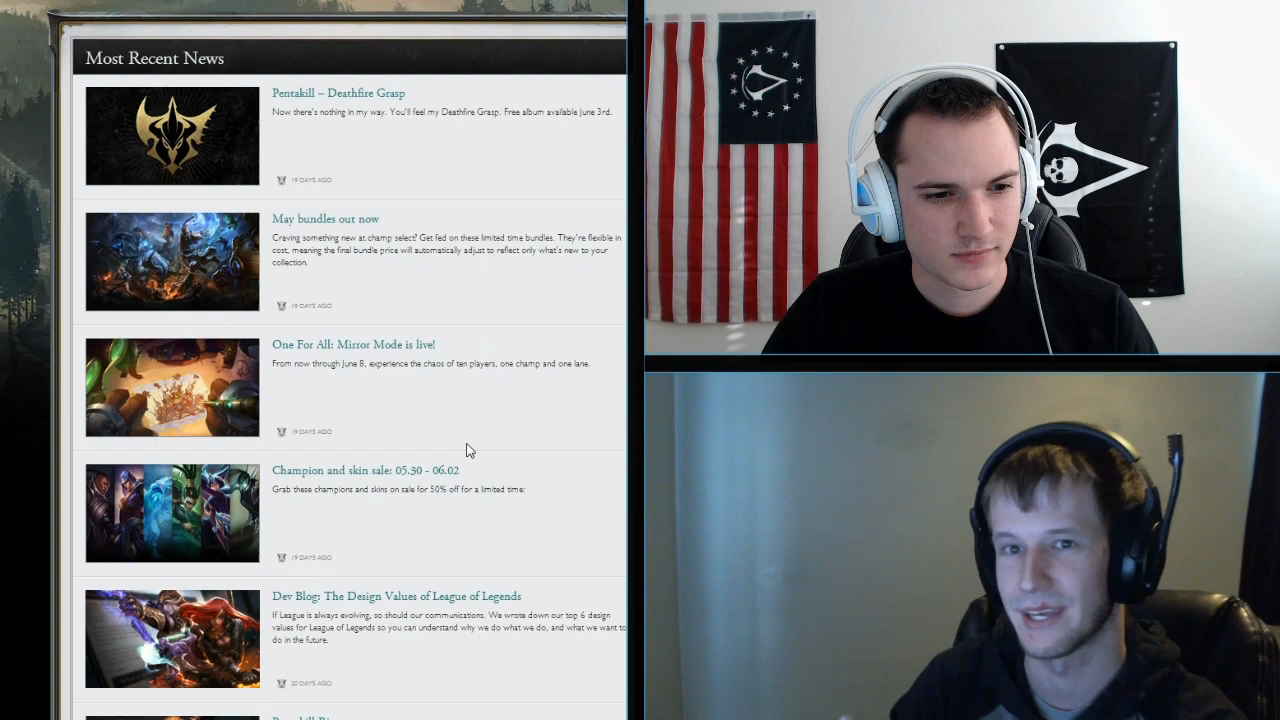 Most Recent News
Pentakill – Deathfire Grasp
Now there's nothing in my way. You'll feel my Deathfire Grasp. Free album available June 3rd.
19 DAYS AGO
May bundles out now
Craving something new at champ select? Get fed on these limited time bundles. They're flexible in
cost, meaning the final bundle price will automatically adjust to reflect only what's new to your
collection.
19 DAYS AGO
One For All: Mirror Mode is live!
From now through June 8, experience the chaos of ten players, one champ and one lane.
19 DAYS AGO
Champion and skin sale: 05.30 - 06.02
Grab these champions and skins on sale for 50% off for a limited time:
19 DAYS AGO
Dev Blog: The Design Values of League of Legends
If League is always evolving, so should our communications. We wrote down our top 6 design
values for League of Legends so you can understand why we do what we do, and what we want to
do in the future.
20 DAYS AGO